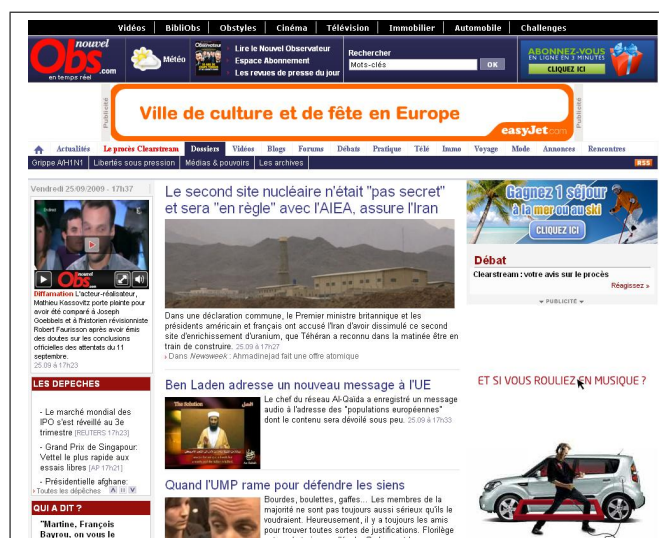 Vidéos BibliObs Obstyles Cinéma Télévision Immobilier Automobile Challenges
nouvel
Obs.com
en temps réel
Météo
Lire le Nouvel Observateur
Espace Abonnement
Les revues de presse du jour
Rechercher
Mots-clés OK
ABONNEZ-VOUS
EN LIGNE EN 3 MINUTES
CLIQUEZ ICI
Publicité
Ville de culture et de fête en Europe
easyJet.com
Publicité
Actualités Le procès Clearstream Dossiers Vidéos Blogs Forums Débats Pratique Télé Immo Voyage Mode Annonces Rencontres
Grippe A/H1N1 Libertés sous pression Médias & pouvoirs Les archives RSS
Vendredi 25/09/2009 - 17h37
nouvel
Obs
Diffamation L'acteur-réalisateur,
Mathieu Kassovitz porte plainte pour
avoir été comparé à Joseph
Goebbels et à l'historien révisionniste
Robert Faurisson après avoir émis
des doutes sur les conclusions
officielles des attentats du 11
septembre.
25.09 à 17h23
LES DEPECHES
- Le marché mondial des
IPO s'est réveillé au 3e
trimestre [REUTERS 17h23]
- Grand Prix de Singapour:
Vettel le plus rapide aux
essais libres [AP 17h21]
- Présidentielle afghane:
Toutes les dépêches
QUI A DIT ?
"Martine, François
Bayrou, on vous le
Le second site nucléaire n'était "pas secret"
et sera "en règle" avec l'AIEA, assure l'Iran
Dans une déclaration commune, le Premier ministre britannique et les
présidents américain et français ont accusé l'Iran d'avoir dissimulé ce second
site d'enrichissement d'uranium, que Téhéran a reconnu dans la matinée être en
train de construire. 25.09 à 17h27
Dans Newsweek : Ahmadinejad fait une offre atomique
Ben Laden adresse un nouveau message à l'UE
The Solution
Le chef du réseau Al-Qaïda a enregistré un message
audio à l'adresse des "populations européennes"
dont le contenu sera dévoilé sous peu. 25.09 à 17h33
Quand l'UMP rame pour défendre les siens
Bourdes, boulettes, gaffes... Les membres de la
majorité ne sont pas toujours aussi sérieux qu'ils le
voudraient. Heureusement, il y a toujours les amis
pour trouver toutes sortes de justifications. Florilège
Gagnez 1 séjour
à la mer ou au ski
CLIQUEZ ICI
Débat
Clearstream : votre avis sur le procès
Réagissez »
PUBLICITÉ
ET SI VOUS ROULIEZ EN MUSIQUE ?